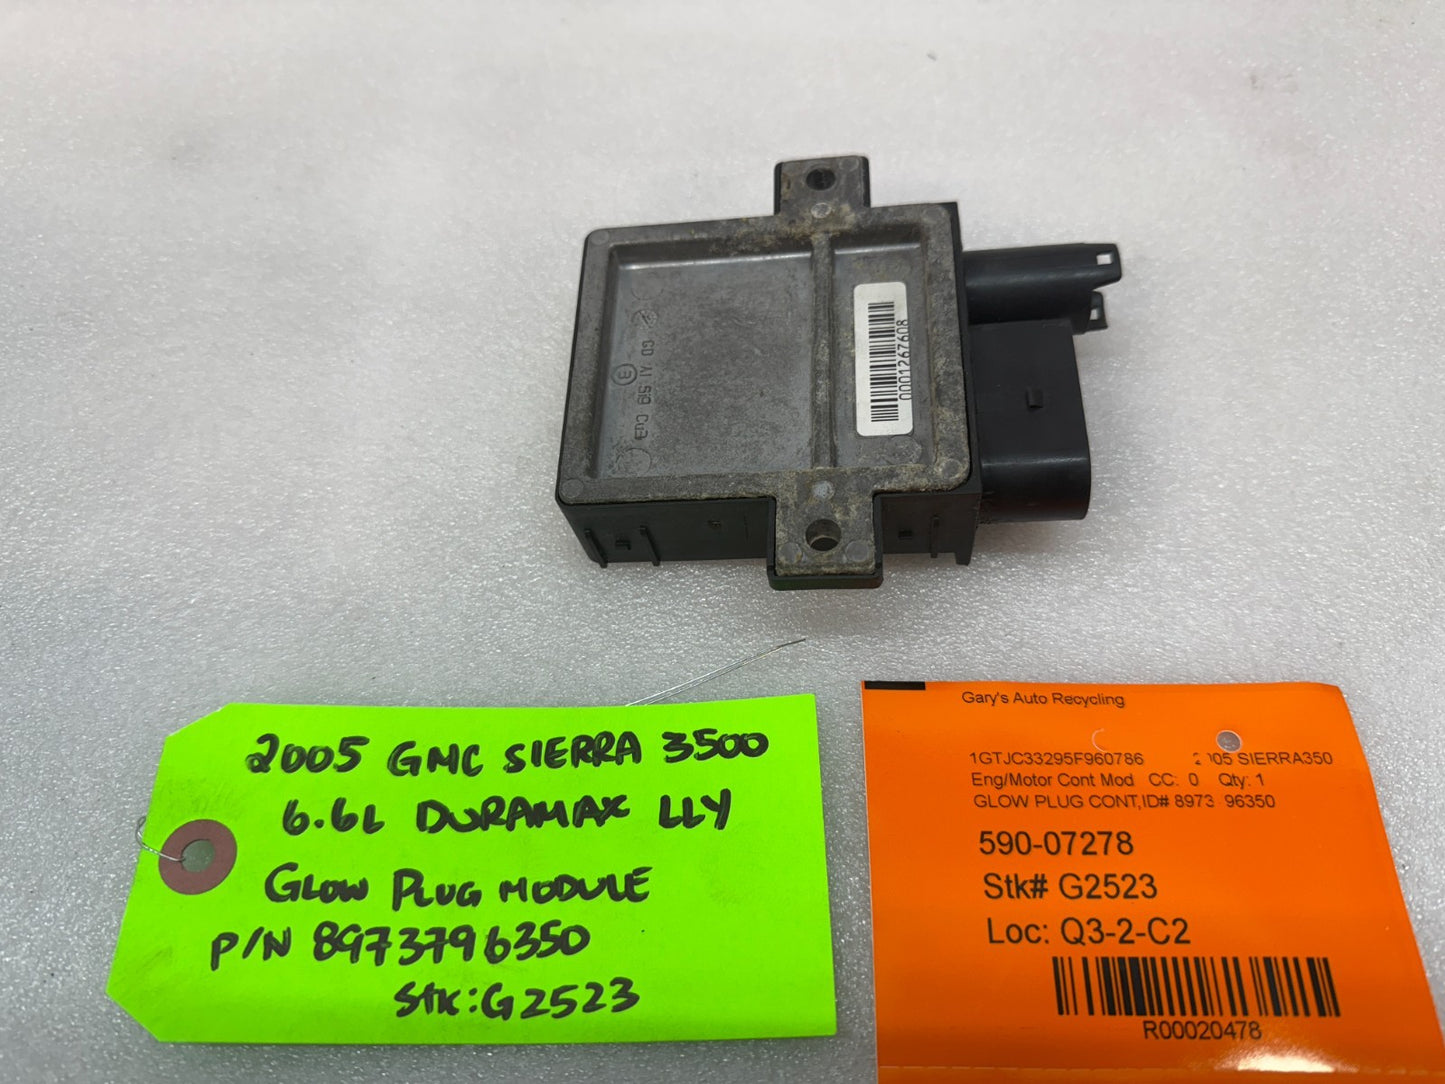 0001267608
2005 GMC SIERRA 3500
6.6L DURAMAX LLY
GLOW PLUG MODULE
P/N 8973796350
Stk: G2523
Gary's Auto Recycling
1GTJC33295F960786 2005 SIERRA350
Eng/Motor Cont Mod CC: 0 Qty: 1
GLOW PLUG CONT,ID# 8973 96350
590-07278
Stk# G2523
Loc: Q3-2-C2
R00020478